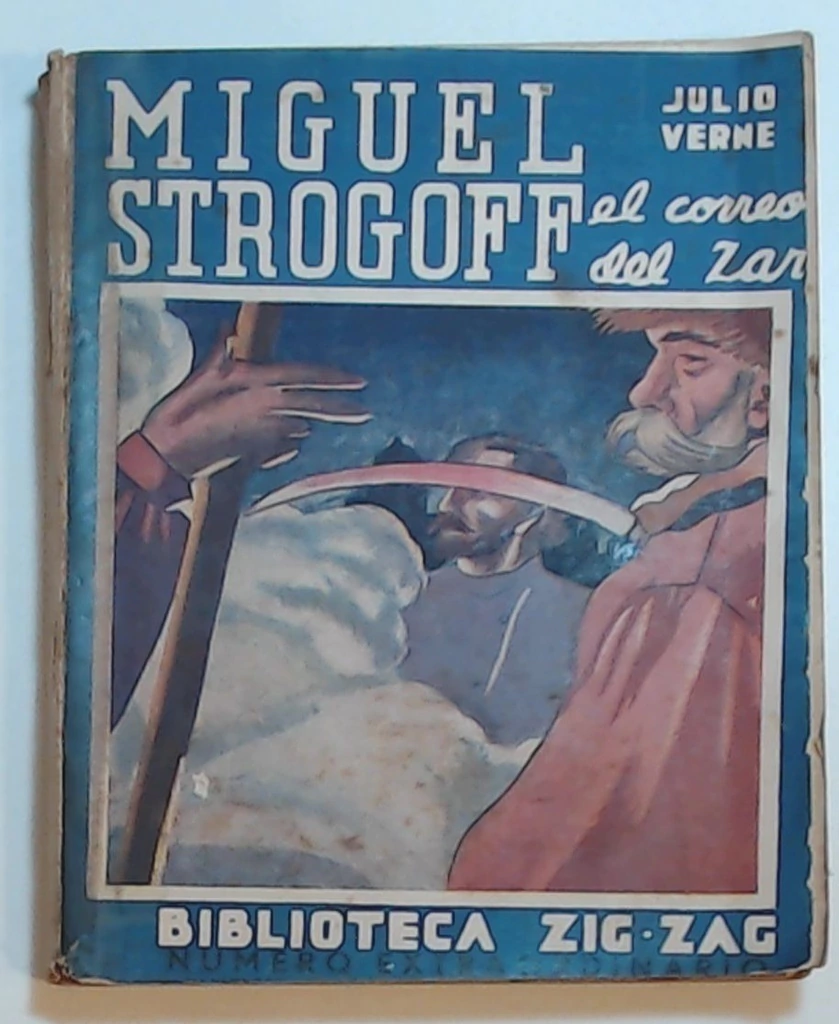 MIGUEL
STROGOFF
el correo
del Zar
JULIO
VERNE
BIBLIOTECA ZIG-ZAG
NUMERO EXTRAORDINARIO